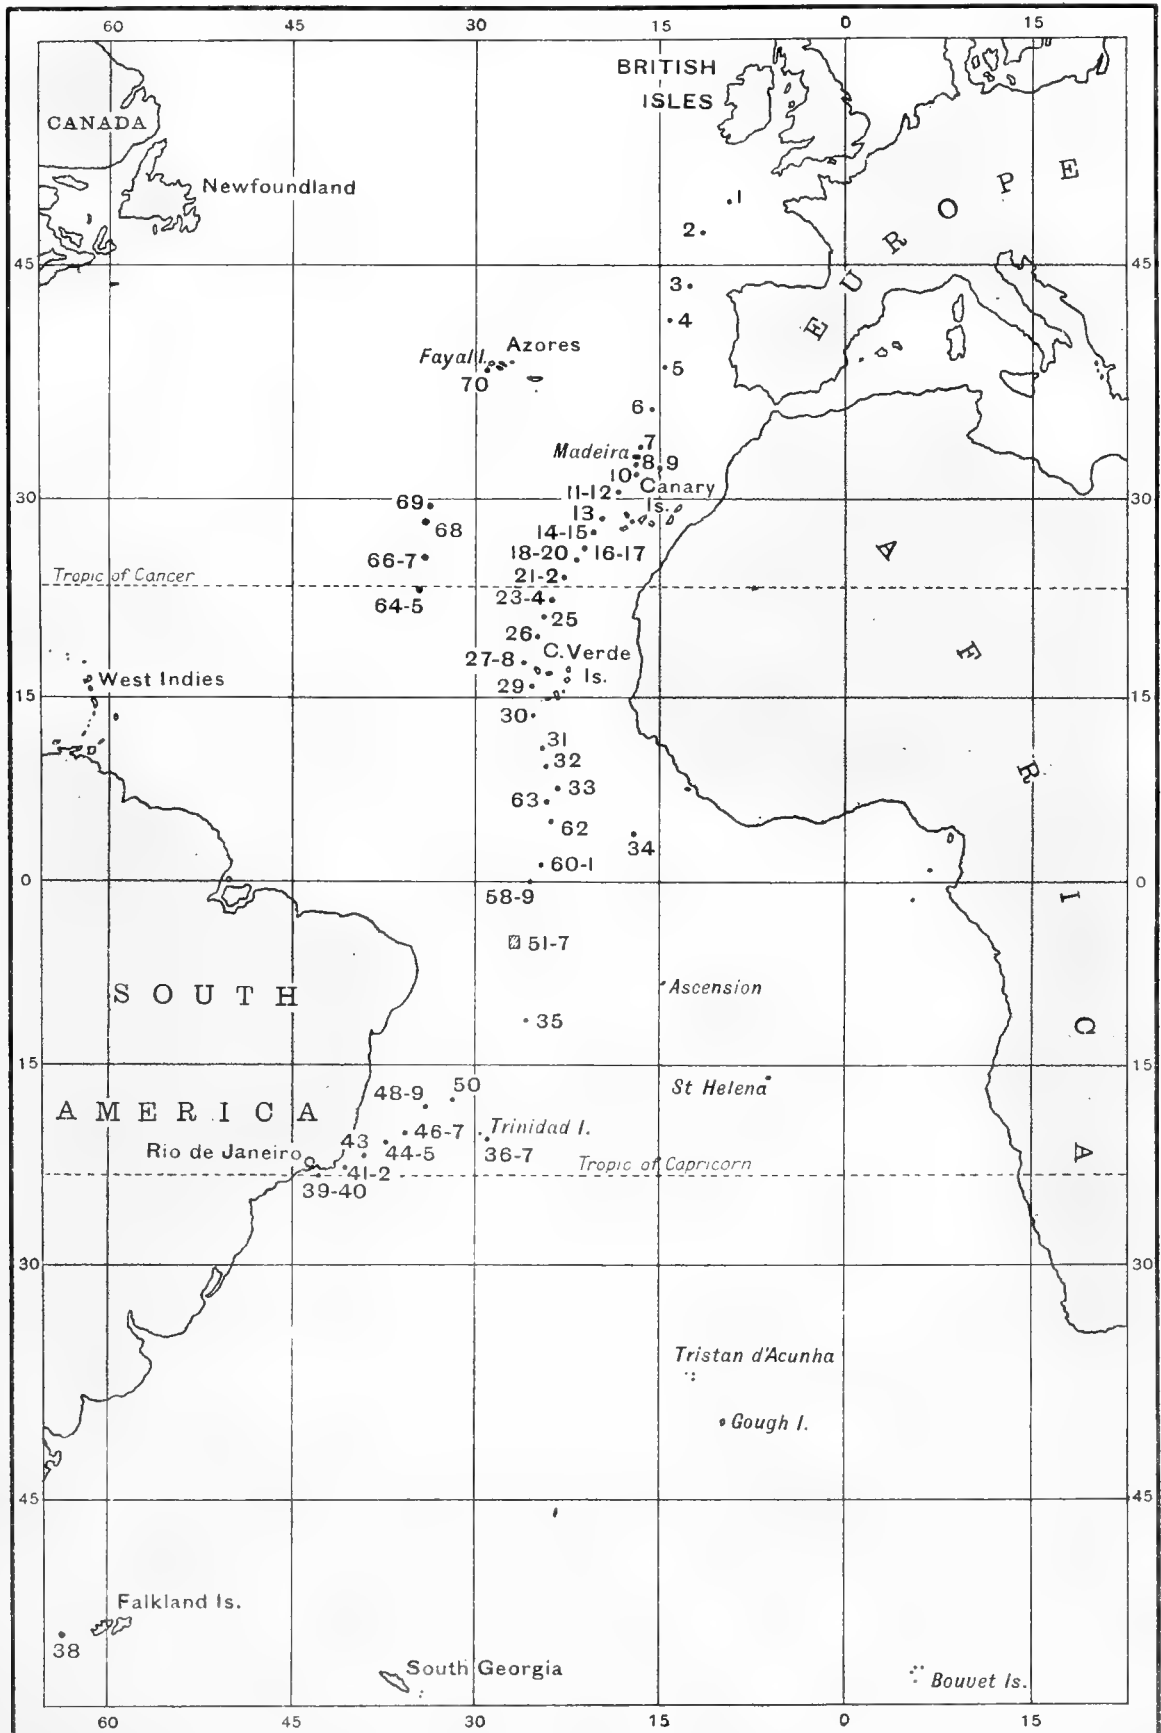 60 45 30 15 0 15
BRITISH
ISLES
CANADA
Newfoundland
EUROPE
1
2
45
3
4
Fayal I. Azores
70
5
6
7
Madeira
8 9
10
Canary
Is.
11-12
30 30
69
13
68
14-15
66-7
18-20 16-17
Tropic of Cancer
21-2
64-5
23-4
25
26
C. Verde
Is.
27-8
West Indies
29
15 15
30
31
32
33
63
62
34
60-1
0 0
58-9
51-7
AFRICA
SOUTH
Ascension
35
15 15
50
48-9
St Helena
AMERICA
46-7
Trinidad I.
43
44-5
36-7
Rio de Janeiro
41-2
Tropic of Capricorn
39-40
30 30
Tristan d'Acunha
Gough I.
45 45
Falkland Is.
38
South Georgia
Bouvet Is.
60 45 30 15 0 15